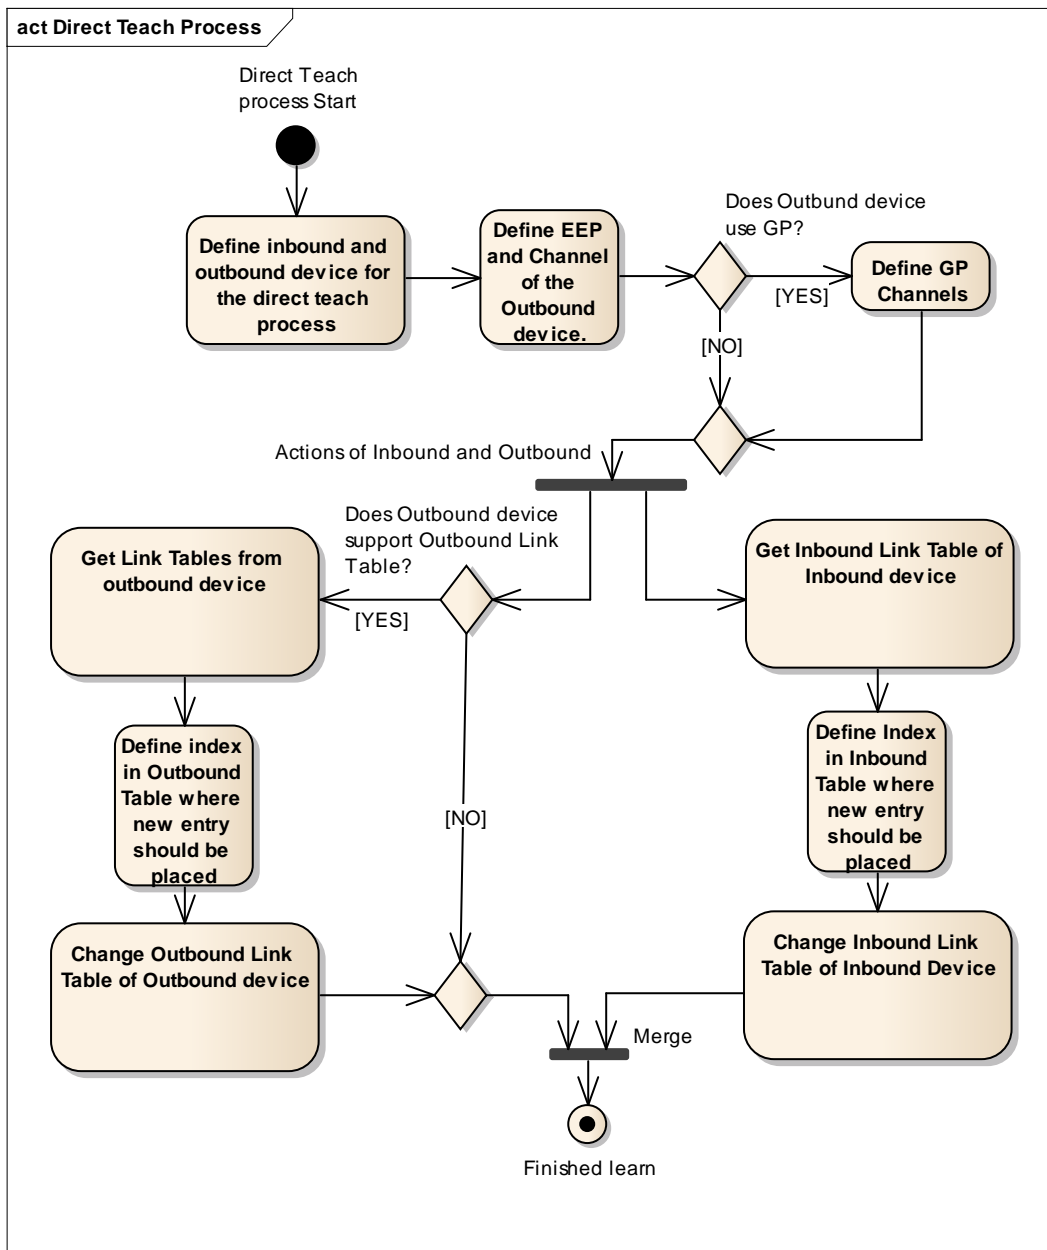 act Direct Teach Process
Direct Teach
process Start
Does Outbund device
use GP?
Define inbound and
outbound device for
the direct teach
process
Define EEP
and Channel
of the
Outbound
device.
Define GP
Channels
[YES]
[NO]
Actions of Inbound and Outbound
Does Outbound device
support Outbound Link
Table?
Get Link Tables from
outbound device
[YES]
Get Inbound Link Table of
Inbound device
Define index
in Outbound
Table where
new entry
should be
placed
[NO]
Define Index
in Inbound
Table where
new entry
should be
placed
Change Outbound Link
Table of Outbound device
Change Inbound Link
Table of Inbound Device
Merge
Finished learn